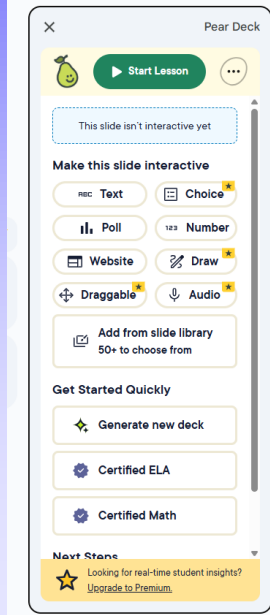 Pear Deck
Start Lesson
This slide isn't interactive yet
Make this slide interactive
ABC Text
Choice
Poll
123 Number
Website
Draw
Draggable
Audio
Add from slide library
50+ to choose from
Get Started Quickly
Generate new deck
Certified ELA
Certified Math
Next Steps
Looking for real-time student insights?
Upgrade to Premium.